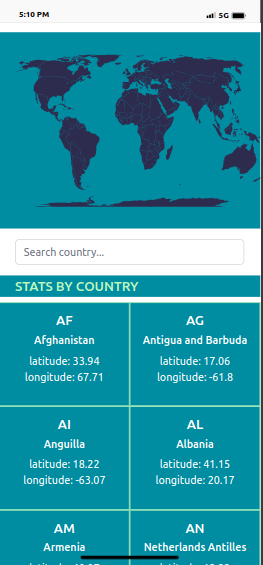 5:10 PM 5G
Search country...
STATS BY COUNTRY
AF
Afghanistan
latitude: 33.94
longitude: 67.71
AG
Antigua and Barbuda
latitude: 17.06
longitude: -61.8
AI
Anguilla
latitude: 18.22
longitude: -63.07
AL
Albania
latitude: 41.15
longitude: 20.17
AM
Armenia
AN
Netherlands Antilles